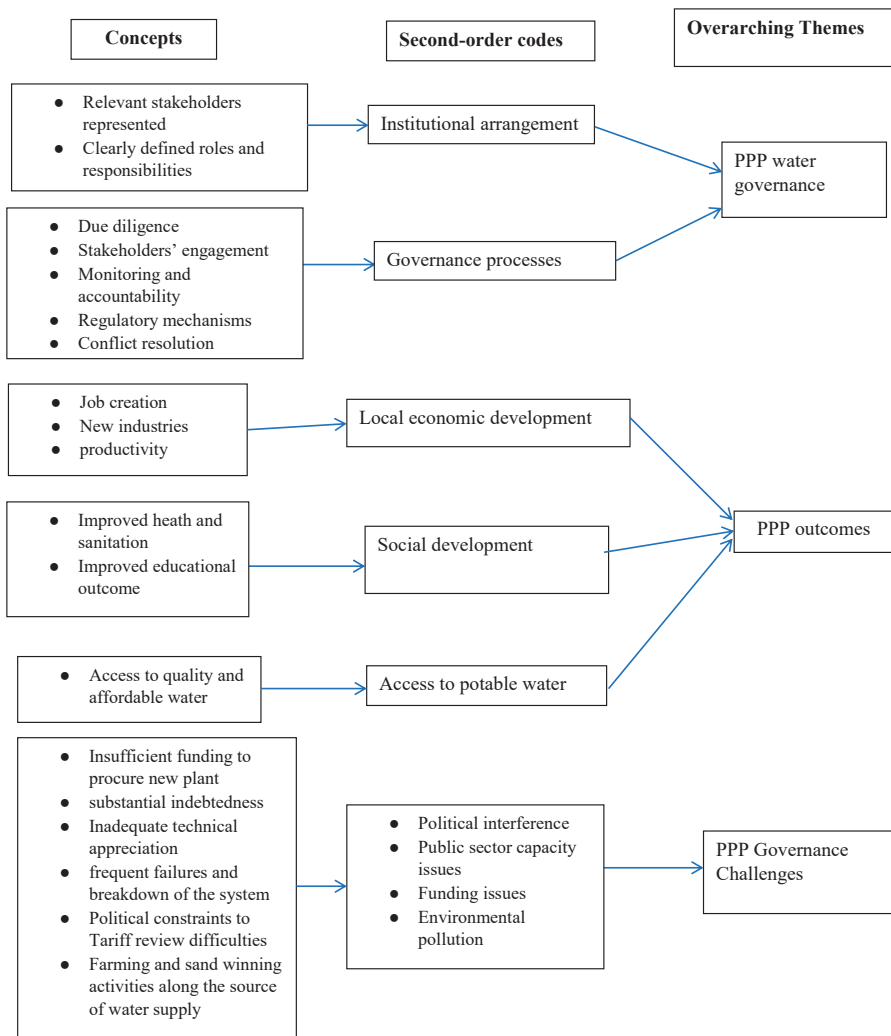 Concepts
Second-order codes
Overarching Themes
● Relevant stakeholders
represented
● Clearly defined roles and
responsibilities
Institutional arrangement
PPP water
governance
● Due diligence
● Stakeholders’ engagement
● Monitoring and
accountability
● Regulatory mechanisms
● Conflict resolution
Governance processes
● Job creation
● New industries
● productivity
Local economic development
● Improved heath and
sanitation
● Improved educational
outcome
Social development
PPP outcomes
● Access to quality and
affordable water
Access to potable water
● Insufficient funding to
procure new plant
● substantial indebtedness
● Inadequate technical
appreciation
● frequent failures and
breakdown of the system
● Political constraints to
Tariff review difficulties
● Farming and sand winning
activities along the source
of water supply
● Political interference
● Public sector capacity
issues
● Funding issues
● Environmental
pollution
PPP Governance
Challenges